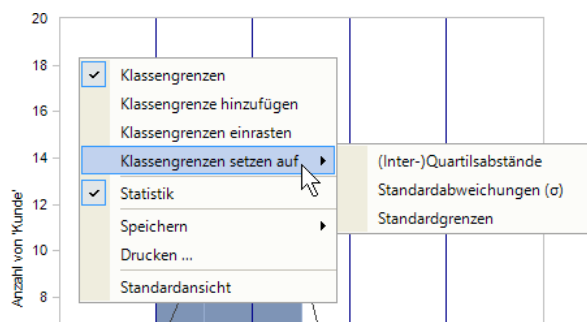 20
18
16
14
12
10
8
Anzahl von 'Kunde'
Klassengrenzen
Klassengrenze hinzufügen
Klassengrenzen einrasten
Klassengrenzen setzen auf
Statistik
Speichern
Drucken ...
Standardansicht
(Inter-)Quartilsabstände
Standardabweichungen (σ)
Standardgrenzen